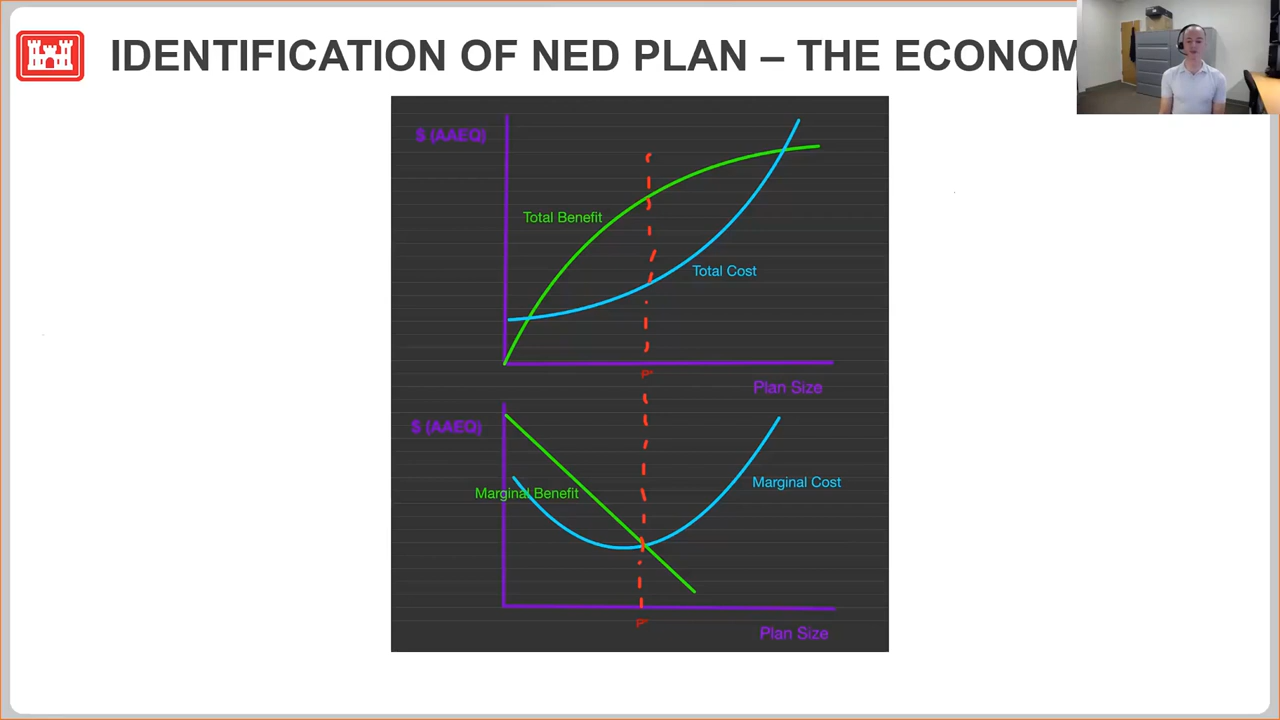 IDENTIFICATION OF NED PLAN – THE ECONOM
$ (AAEQ)
Total Benefit
Total Cost
P*
Plan Size
$ (AAEQ)
Marginal Cost
Marginal Benefit
P*
Plan Size